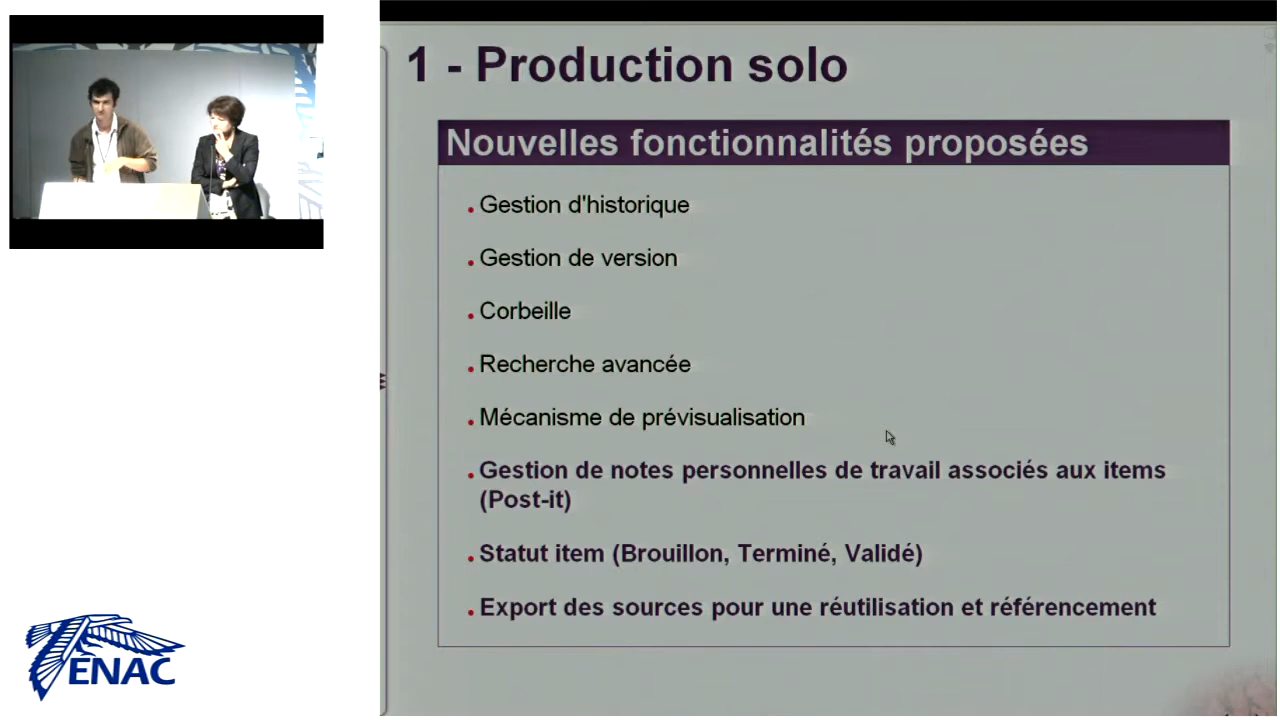 1 - Production solo
Nouvelles fonctionnalités proposées
Gestion d'historique
Gestion de version
Corbeille
Recherche avancée
Mécanisme de prévisualisation
Gestion de notes personnelles de travail associés aux items
(Post-it)
Statut item (Brouillon, Terminé, Validé)
Export des sources pour une réutilisation et référencement
ENAC